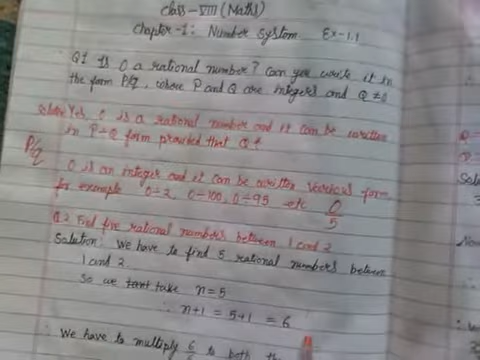 Class-VIII (Maths)
Chapter-1: Number System Ex-1.1
Q1 Is 0 a rational number? Can you write it in
the form P/q, where P and Q are integers and Q ≠0
Yes, 0 is a rational number and it can be written
in P÷Q form provided that Q ≠
P/q
0 is an integer and it can be written various form
for example 0÷2, 0÷100, 0÷95 etc 0/5
Q.2 Find five rational numbers between 1 and 2
Solution: We have to find 5 rational numbers between
1 and 2.
So we take n=5
∴ n+1 = 5+1 = 6
∴ We have to multiply 6/6 to both the